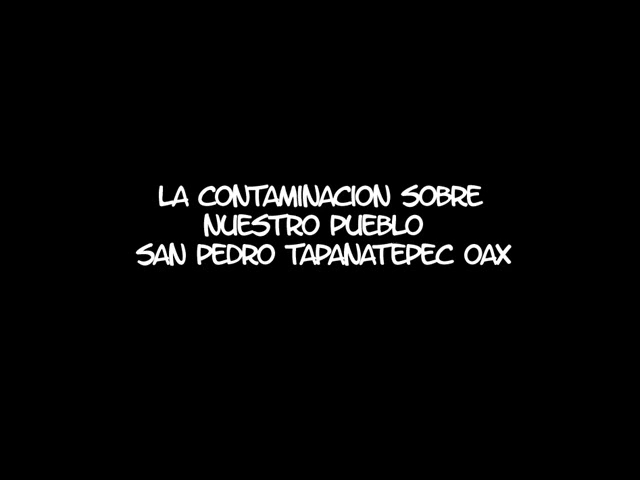 LA CONTAMINACION SOBRE
NUESTRO PUEBLO
SAN PEDRO TAPANATEPEC OAX